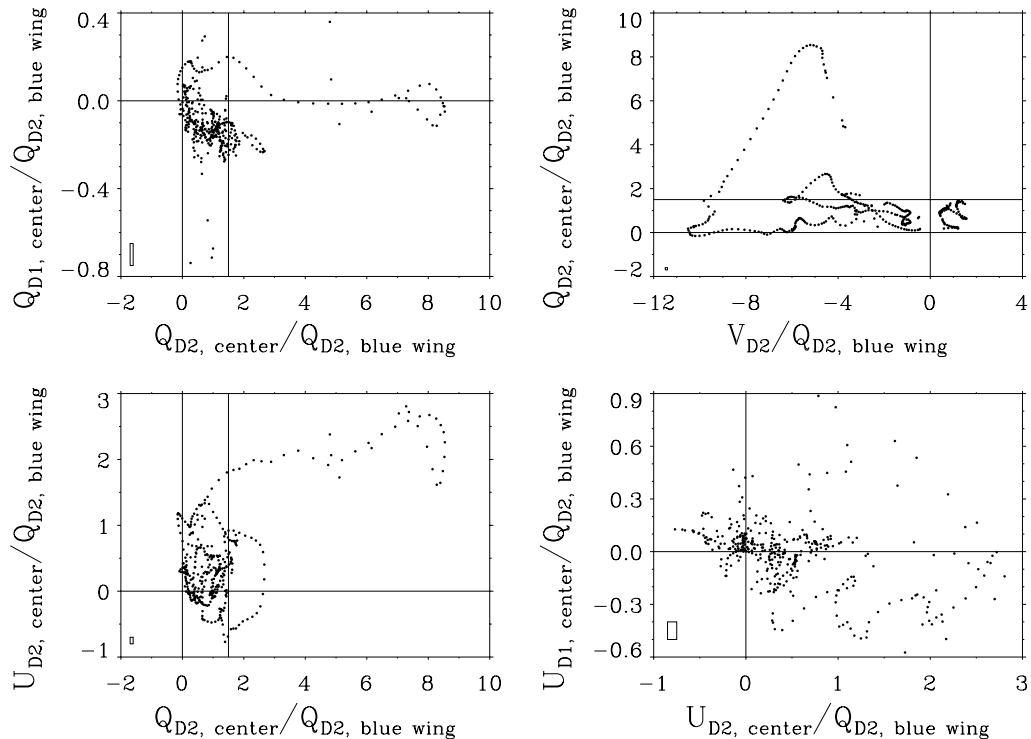 Q_D1, center/Q_D2, blue wing
0.4
0.0
−0.4
−0.8
−2 0 2 4 6 8 10
Q_D2, center/Q_D2, blue wing
Q_D2, center/Q_D2, blue wing
10
8
6
4
2
0
−2
−12 −8 −4 0 4
V_D2/Q_D2, blue wing
U_D2, center/Q_D2, blue wing
3
2
1
0
−1
−2 0 2 4 6 8 10
Q_D2, center/Q_D2, blue wing
U_D1, center/Q_D2, blue wing
0.9
0.6
0.3
0.0
−0.3
−0.6
−1 0 1 2 3
U_D2, center/Q_D2, blue wing